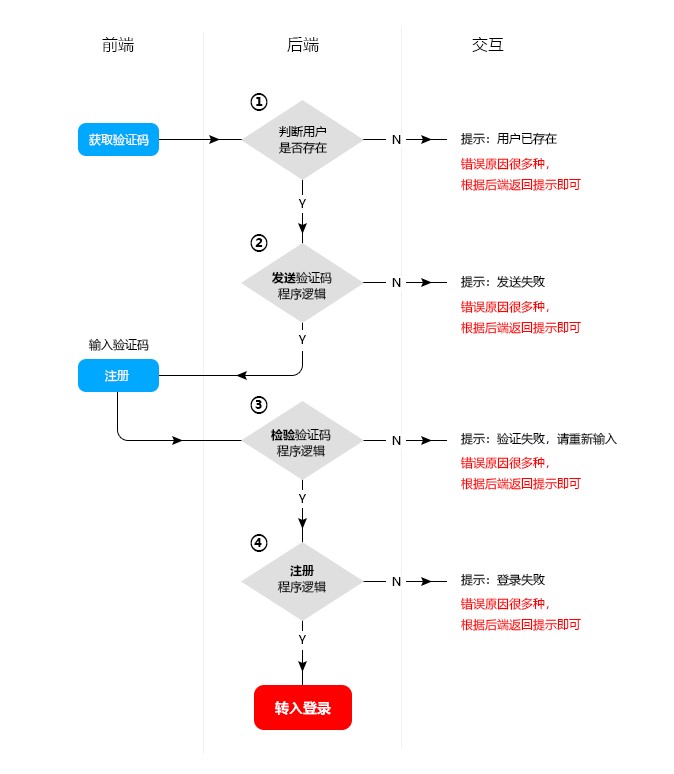 前端
后端
交互
①
获取验证码
判断用户
是否存在
N
提示：用户已存在
错误原因很多种，
根据后端返回提示即可
Y
②
发送验证码
程序逻辑
N
提示：发送失败
错误原因很多种，
根据后端返回提示即可
Y
输入验证码
注册
③
检验验证码
程序逻辑
N
提示：验证失败，请重新输入
错误原因很多种，
根据后端返回提示即可
Y
④
注册
程序逻辑
N
提示：登录失败
错误原因很多种，
根据后端返回提示即可
Y
转入登录